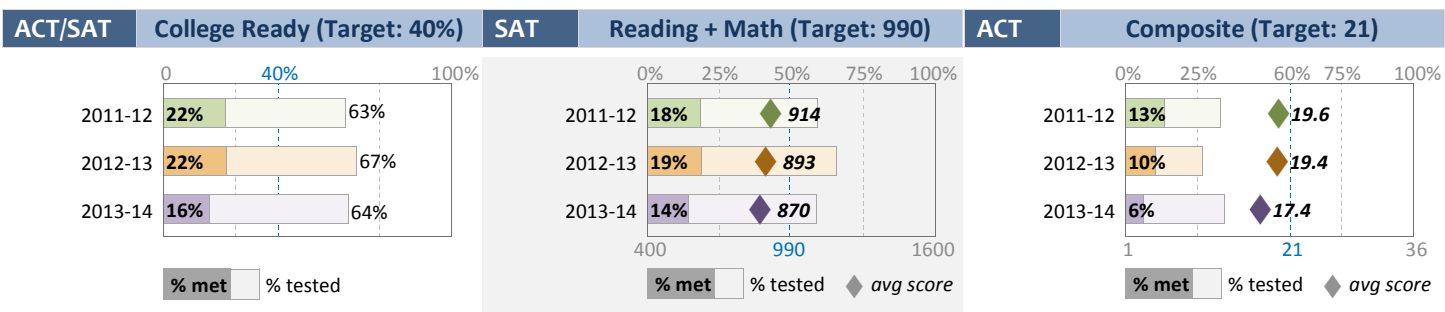 ACT/SAT College Ready (Target: 40%)
0 40% 100%
2011-12 22% 63%
2012-13 22% 67%
2013-14 16% 64%
% met % tested
SAT Reading + Math (Target: 990)
0% 25% 50% 75% 100%
2011-12 18% 914
2012-13 19% 893
2013-14 14% 870
400 990 1600
% met % tested avg score
ACT Composite (Target: 21)
0% 25% 60% 75% 100%
2011-12 13% 19.6
2012-13 10% 19.4
2013-14 6% 17.4
1 21 36
% met % tested avg score